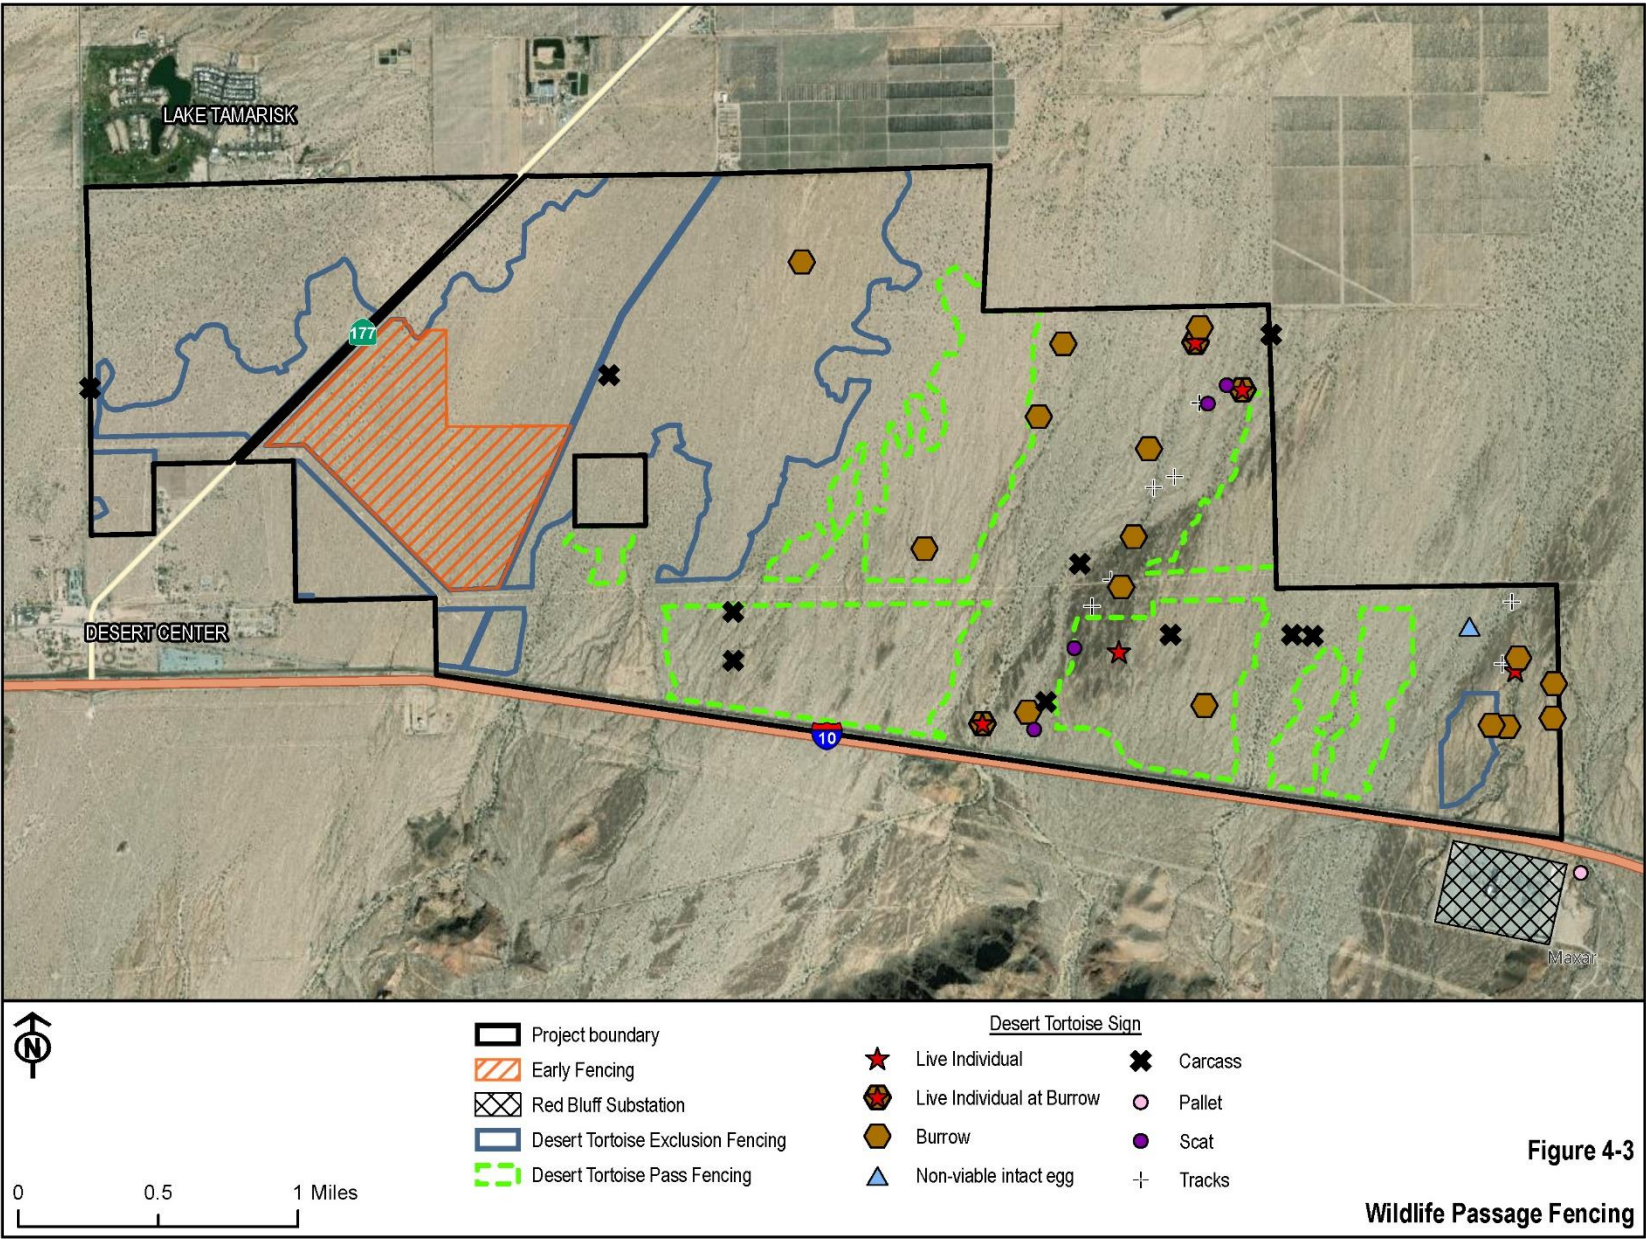 LAKE TAMARISK
177
DESERT CENTER
10
Maxar
N
0 0.5 1 Miles
Project boundary
Early Fencing
Red Bluff Substation
Desert Tortoise Exclusion Fencing
Desert Tortoise Pass Fencing
Desert Tortoise Sign
Live Individual
Live Individual at Burrow
Burrow
Non-viable intact egg
Carcass
Pallet
Scat
Tracks
Figure 4-3
Wildlife Passage Fencing